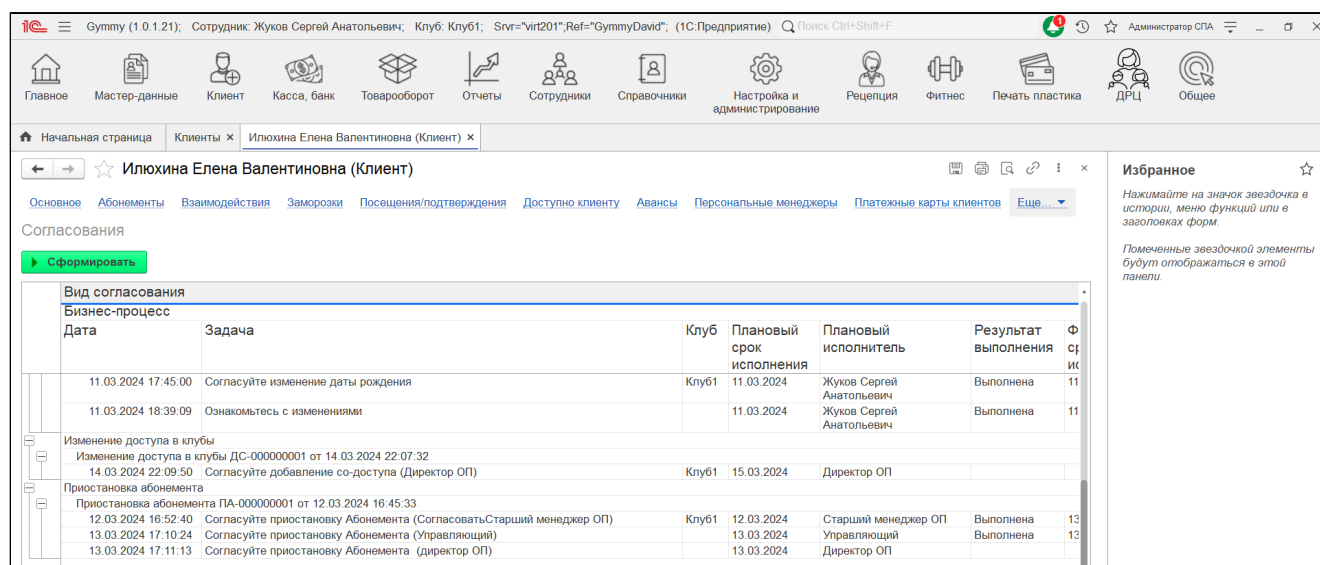 1С Gymmy (1.0.1.21); Сотрудник: Жуков Сергей Анатольевич; Клуб: Клуб1; Srvr="virt201";Ref="GymmyDavid"; (1С:Предприятие) Поиск Ctrl+Shift+F 1 Администратор СПА
Главное Мастер-данные Клиент Касса, банк Товарооборот Отчеты Сотрудники Справочники Настройка и администрирование Рецепция Фитнес Печать пластика ДРЦ Общее
Начальная страница Клиенты × Илюхина Елена Валентиновна (Клиент) ×
Илюхина Елена Валентиновна (Клиент)
Основное Абонементы Взаимодействия Заморозки Посещения/подтверждения Доступно клиенту Авансы Персональные менеджеры Платежные карты клиентов Еще...
Согласования
Сформировать
Вид согласования
Бизнес-процесс
Дата Задача Клуб Плановый срок исполнения Плановый исполнитель Результат выполнения Ф ср ис
11.03.2024 17:45:00 Согласуйте изменение даты рождения Клуб1 11.03.2024 Жуков Сергей Анатольевич Выполнена 11
11.03.2024 18:39:09 Ознакомьтесь с изменениями 11.03.2024 Жуков Сергей Анатольевич Выполнена 11
Изменение доступа в клубы
Изменение доступа в клубы ДС-000000001 от 14.03.2024 22:07:32
14.03.2024 22:09:50 Согласуйте добавление со-доступа (Директор ОП) Клуб1 15.03.2024 Директор ОП
Приостановка абонемента
Приостановка абонемента ПА-000000001 от 12.03.2024 16:45:33
12.03.2024 16:52:40 Согласуйте приостановку Абонемента (СогласоватьСтарший менеджер ОП) Клуб1 12.03.2024 Старший менеджер ОП Выполнена 13
13.03.2024 17:10:24 Согласуйте приостановку Абонемента (Управляющий) 13.03.2024 Управляющий Выполнена 13
13.03.2024 17:11:13 Согласуйте приостановку Абонемента (директор ОП) 13.03.2024 Директор ОП
Избранное
Нажимайте на значок звездочка в
истории, меню функций или в
заголовках форм.
Помеченные звездочкой элементы
будут отображаться в этой
панели.